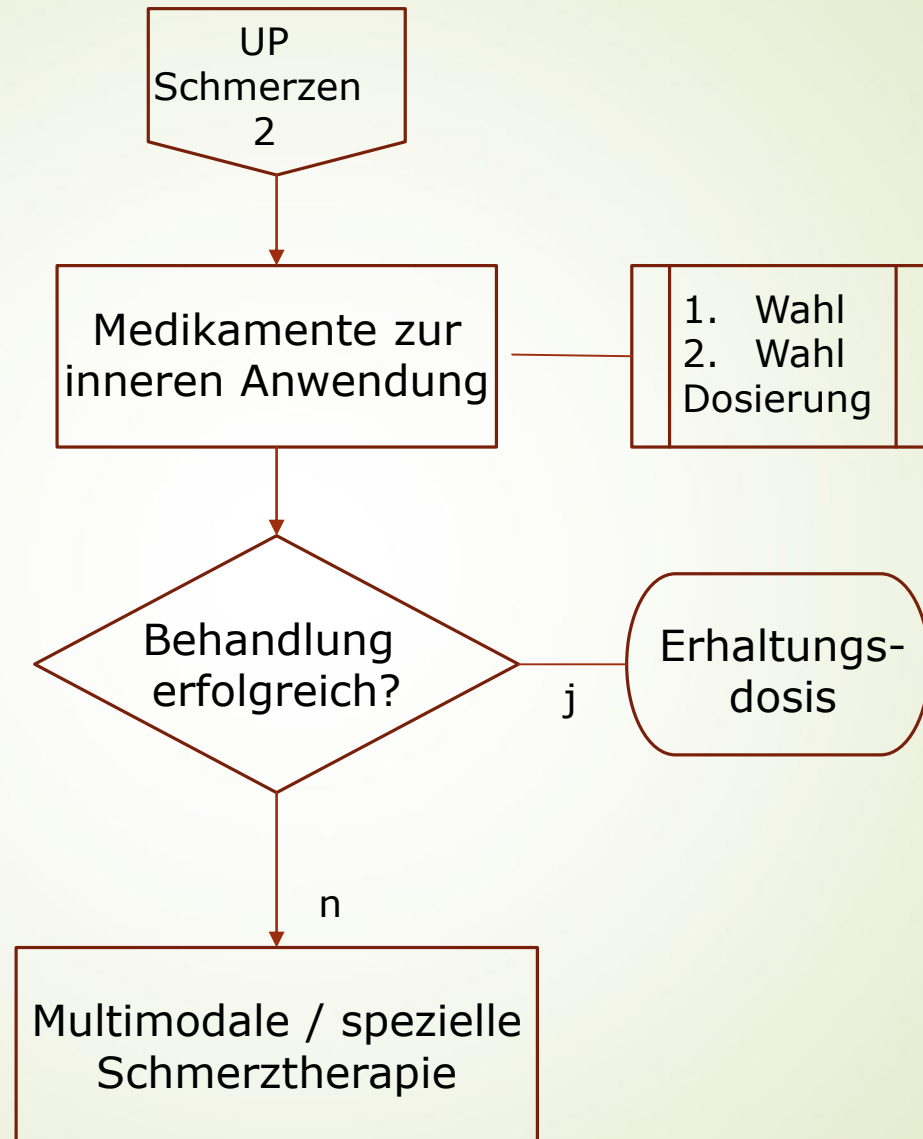 UP
Schmerzen
2
Medikamente zur
inneren Anwendung
1. Wahl
2. Wahl
Dosierung
Behandlung
erfolgreich?
j
Erhaltungs-
dosis
n
Multimodale / spezielle
Schmerztherapie